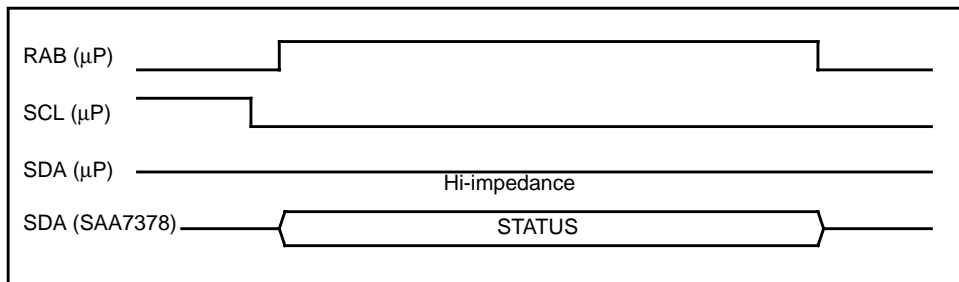 RAB (μP)
SCL (μP)
SDA (μP)
Hi-impedance
SDA (SAA7378)
STATUS